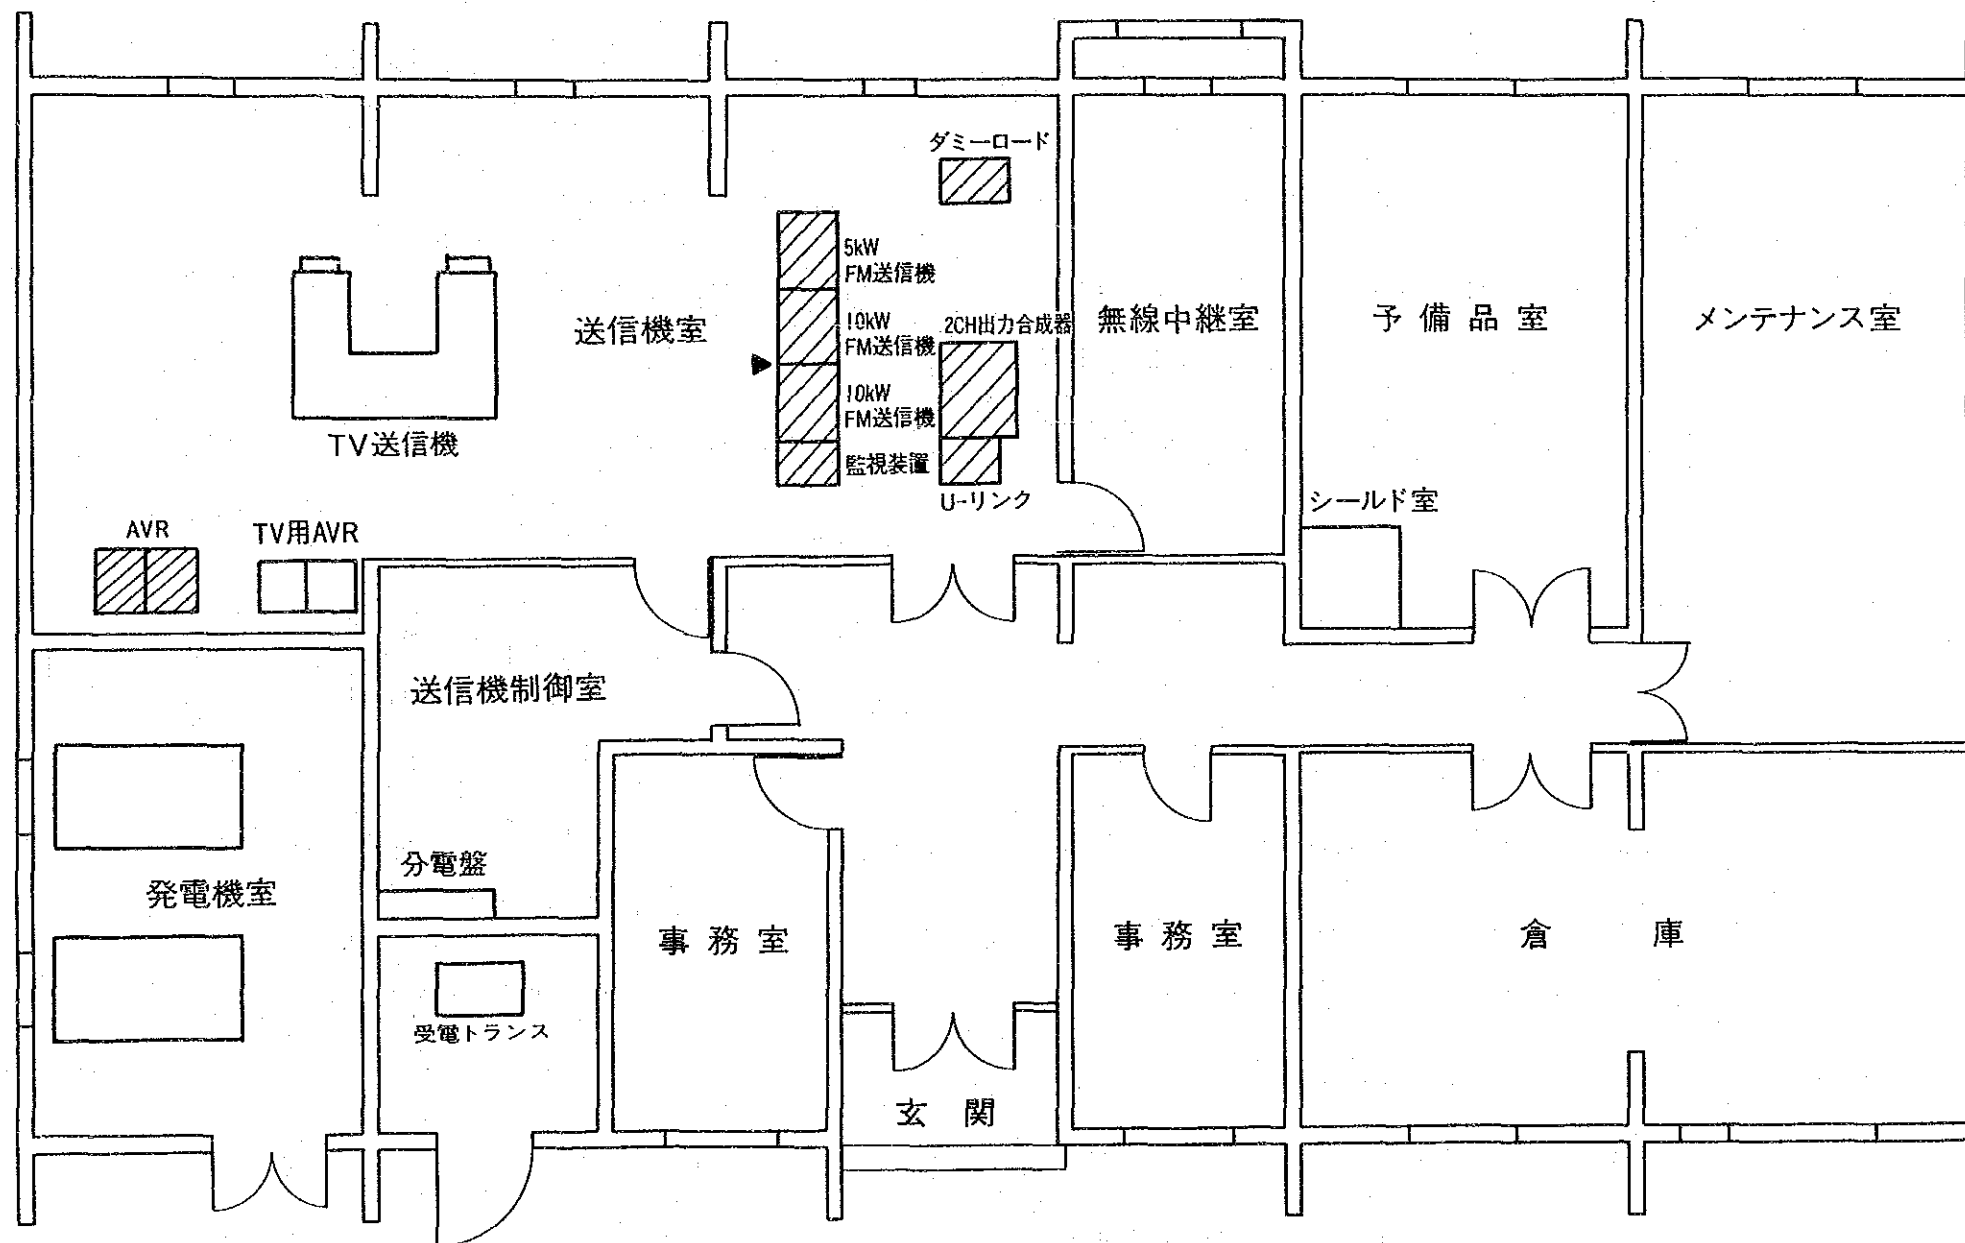 ダミーロード
5kW
FM送信機
10kW
FM送信機
10kW
FM送信機
監視装置
2CH出力合成器
U-リンク
送信機室
TV送信機
AVR
TV用AVR
無線中継室
予備品室
シールド室
メンテナンス室
送信機制御室
分電盤
発電機室
受電トランス
事務室
玄関
事務室
倉庫